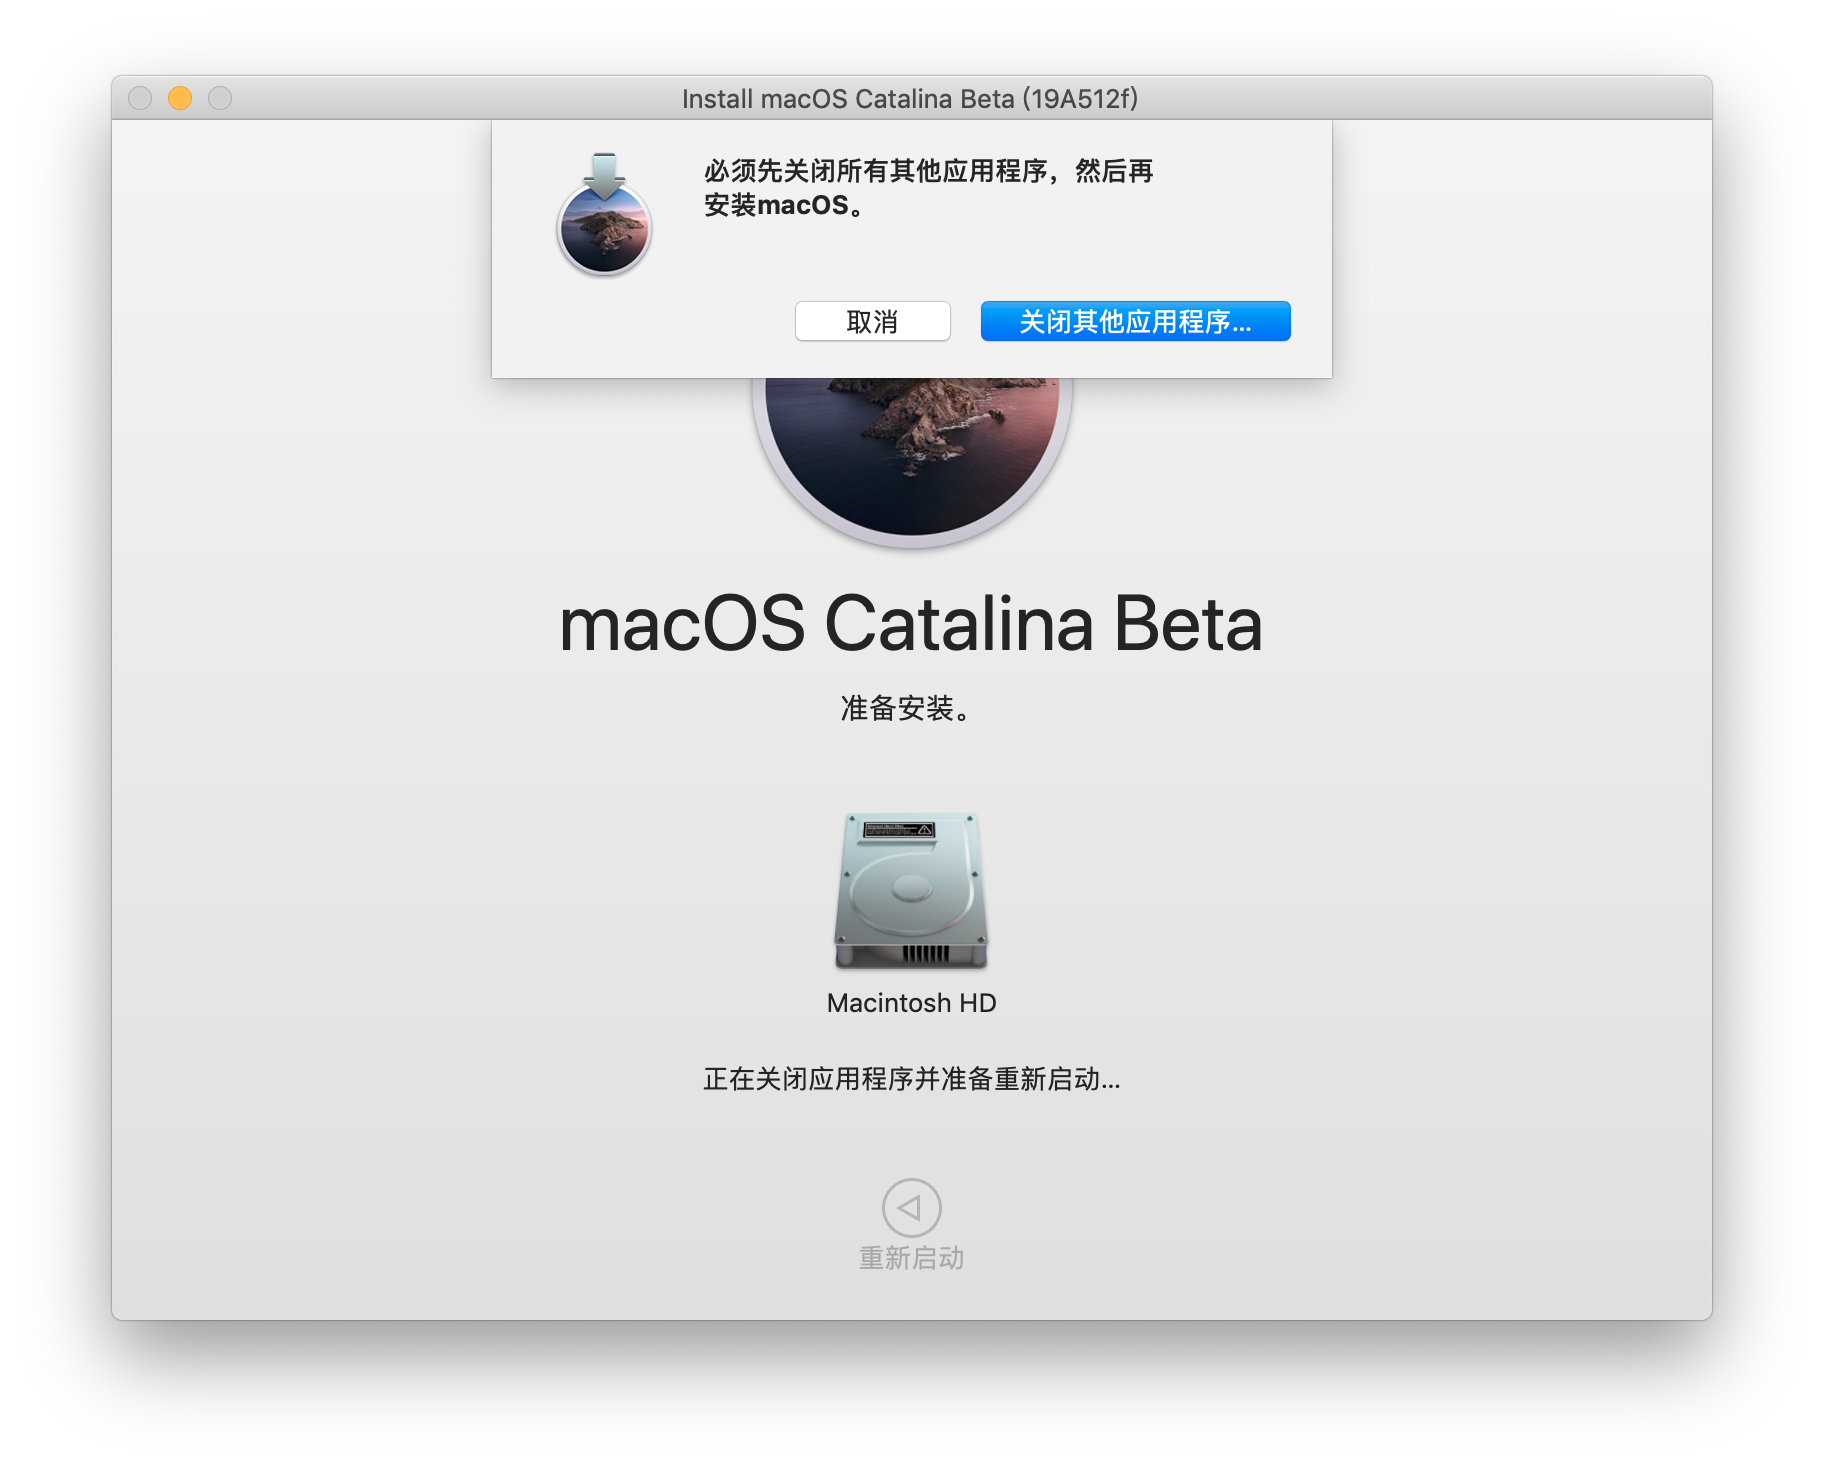 Install macOS Catalina Beta (19A512f)
必须先关闭所有其他应用程序，然后再
安装macOS。
取消
关闭其他应用程序...
macOS Catalina Beta
准备安装。
Macintosh HD
正在关闭应用程序并准备重新启动...
重新启动